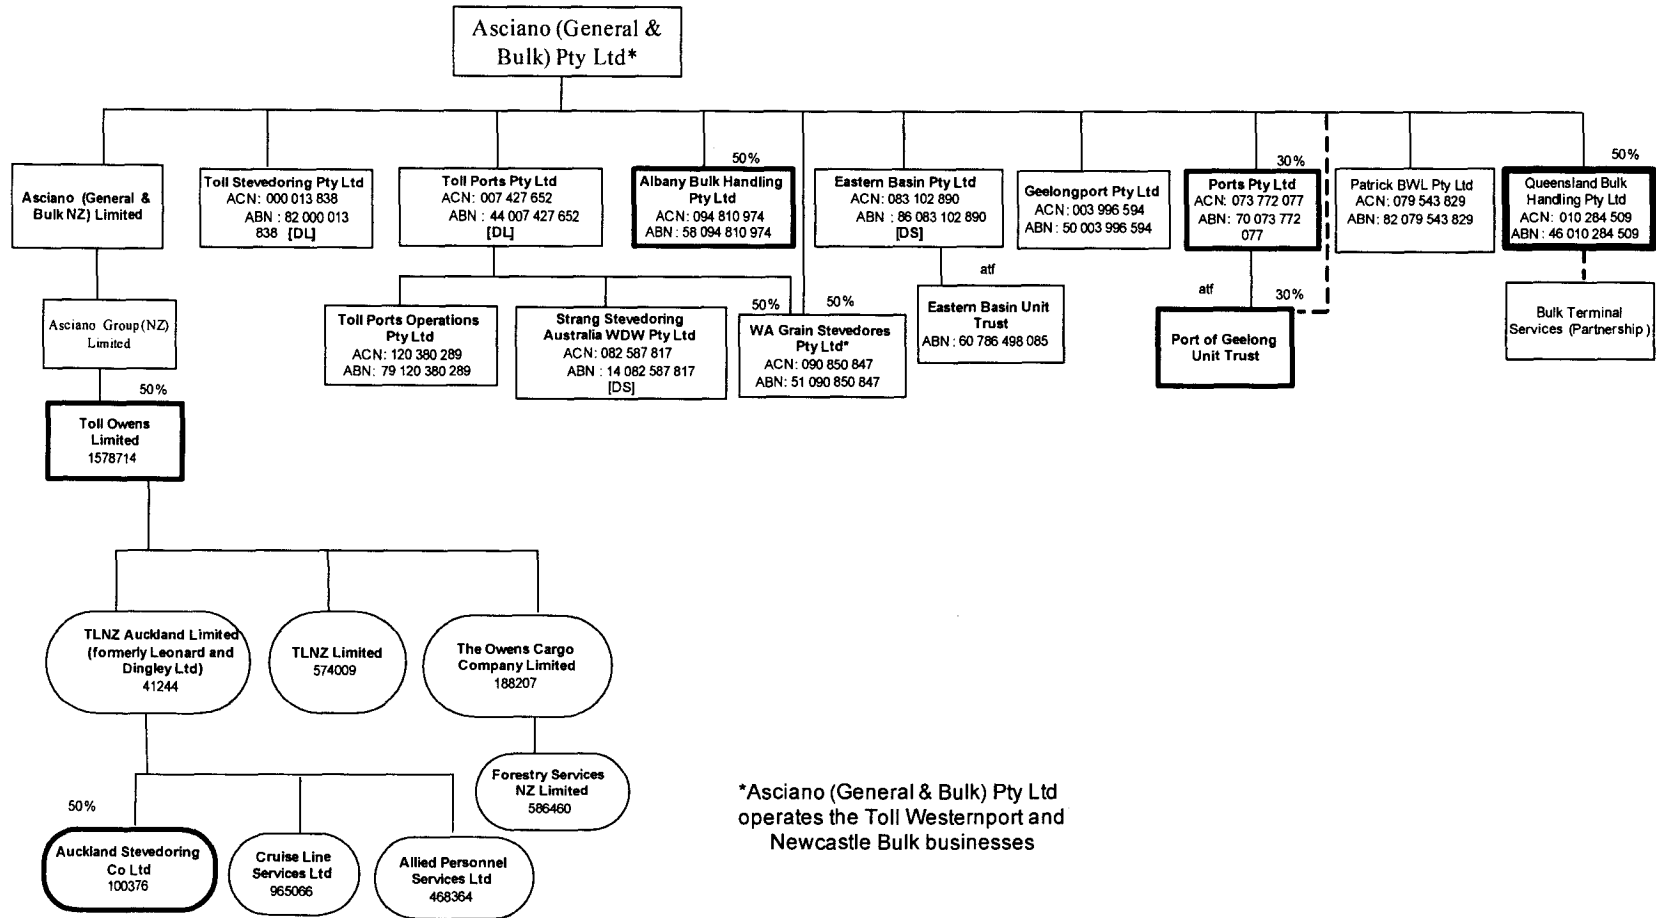 Asciano (General &
Bulk) Pty Ltd*
Asciano (General &
Bulk NZ) Limited
Toll Stevedoring Pty Ltd
ACN: 000 013 838
ABN : 82 000 013
838 [DL]
Toll Ports Pty Ltd
ACN: 007 427 652
ABN : 44 007 427 652
[DL]
50%
Albany Bulk Handling
Pty Ltd
ACN: 094 810 974
ABN : 58 094 810 974
Eastern Basin Pty Ltd
ACN: 083 102 890
ABN : 86 083 102 890
[DS]
Geelongport Pty Ltd
ACN: 003 996 594
ABN : 50 003 996 594
30%
Ports Pty Ltd
ACN: 073 772 077
ABN: 70 073 772
077
Patrick BWL Pty Ltd
ACN: 079 543 829
ABN: 82 079 543 829
50%
Queensland Bulk
Handling Pty Ltd
ACN: 010 284 509
ABN : 46 010 284 509
Asciano Group (NZ)
Limited
Toll Ports Operations
Pty Ltd
ACN: 120 380 289
ABN: 79 120 380 289
Strang Stevedoring
Australia WDW Pty Ltd
ACN: 082 587 817
ABN : 14 082 587 817
[DS]
50%
50%
WA Grain Stevedores
Pty Ltd*
ACN: 090 850 847
ABN: 51 090 850 847
atf
Eastern Basin Unit
Trust
ABN : 60 786 498 085
atf
30%
Port of Geelong
Unit Trust
Bulk Terminal
Services (Partnership)
50%
Toll Owens
Limited
1578714
TLNZ Auckland Limited
(formerly Leonard and
Dingley Ltd)
41244
TLNZ Limited
574009
The Owens Cargo
Company Limited
188207
Forestry Services
NZ Limited
586460
50%
Auckland Stevedoring
Co Ltd
100376
Cruise Line
Services Ltd
965066
Allied Personnel
Services Ltd
468364
*Asciano (General & Bulk) Pty Ltd
operates the Toll Westernport and
Newcastle Bulk businesses